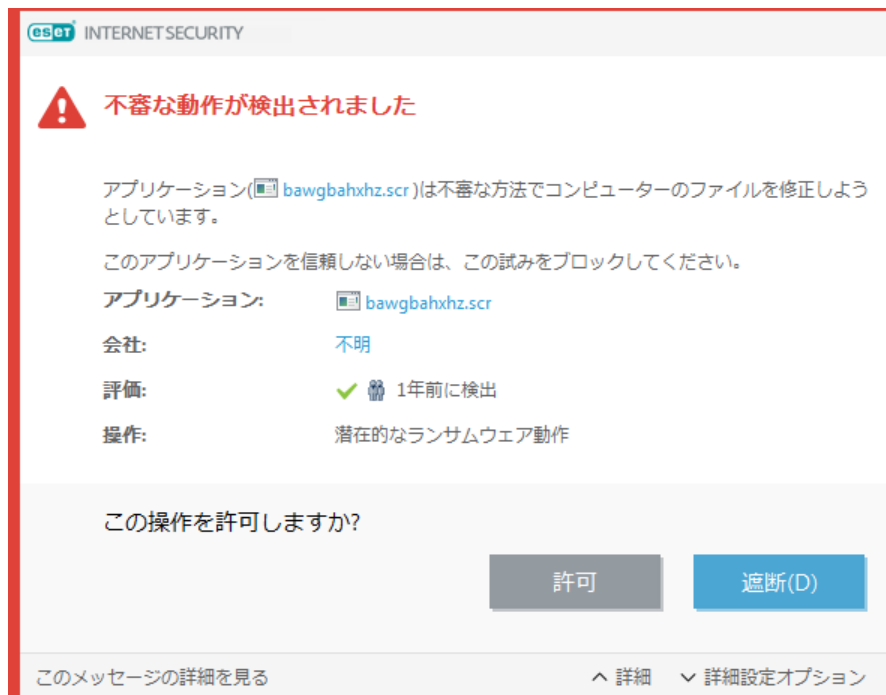 eset INTERNET SECURITY
不審な動作が検出されました
アプリケーション( bawgbahxhz.scr )は不審な方法でコンピューターのファイルを修正しよう
としています。
このアプリケーションを信頼しない場合は、この試みをブロックしてください。
アプリケーション: bawgbahxhz.scr
会社: 不明
評価: 1年前に検出
操作: 潜在的なランサムウェア動作
この操作を許可しますか?
許可 遮断(D)
このメッセージの詳細を見る 詳細 詳細設定オプション